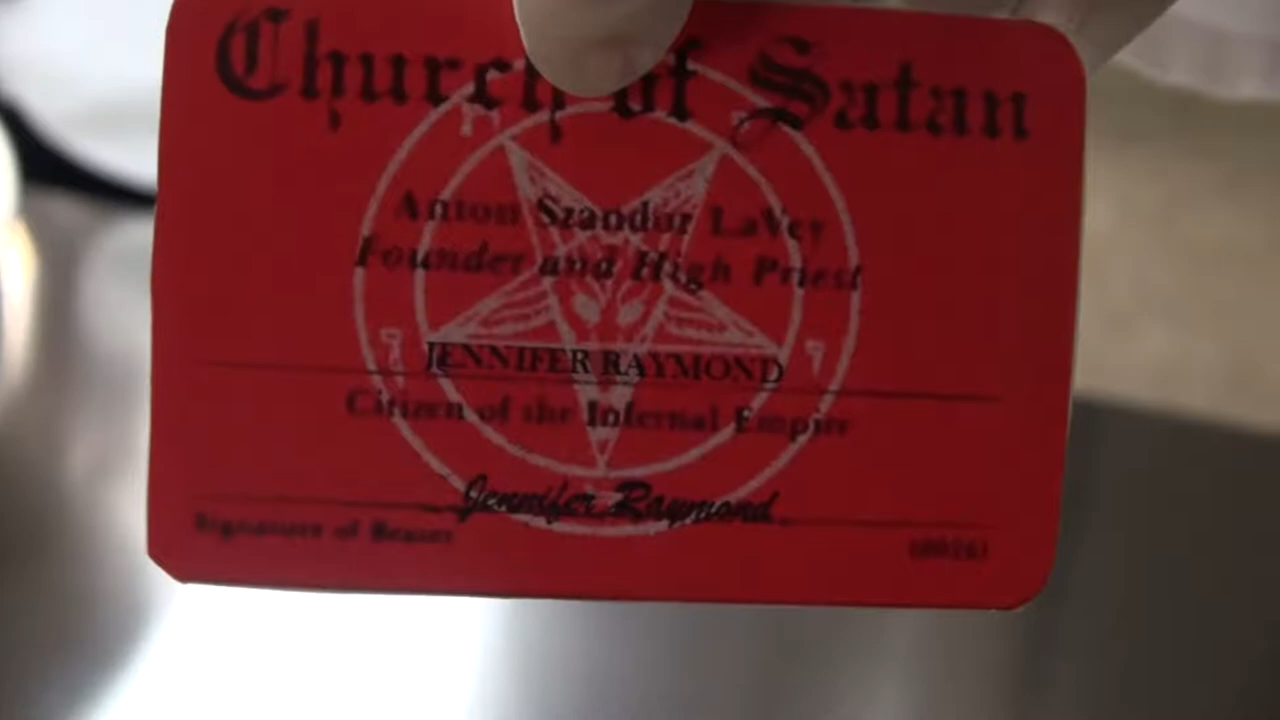 Church of Satan
Anton Szandor LaVey
Founder and High Priest
JENNIFER RAYMOND
Citizen of the Infernal Empire
Jennifer Raymond
Signature of Bearer